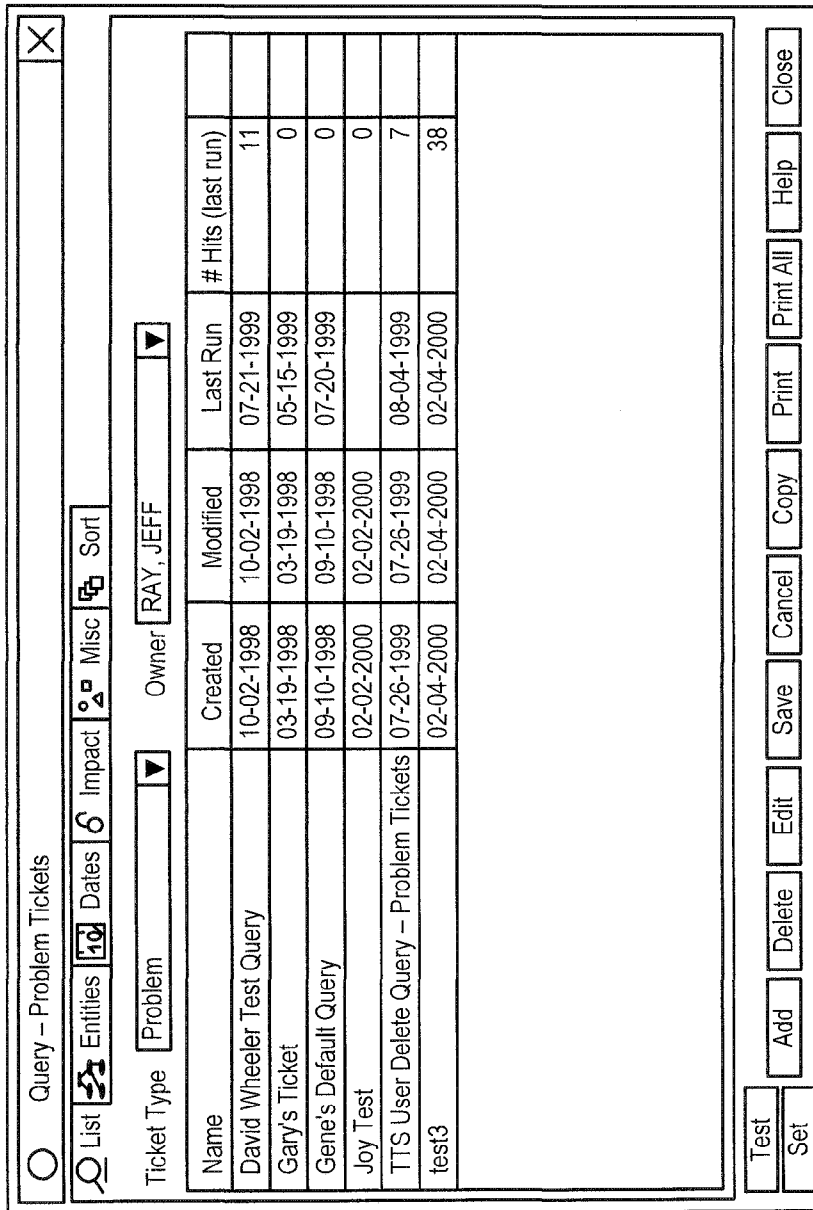 Query – Problem Tickets
List Entities 10 Dates Impact Misc Sort
Ticket Type Problem Owner RAY, JEFF
Name Created Modified Last Run # Hits (last run)
David Wheeler Test Query 10-02-1998 10-02-1998 07-21-1999 11
Gary's Ticket 03-19-1998 03-19-1998 05-15-1999 0
Gene's Default Query 09-10-1998 09-10-1998 07-20-1999 0
Joy Test 02-02-2000 02-02-2000 0
TTS User Delete Query – Problem Tickets 07-26-1999 07-26-1999 08-04-1999 7
test3 02-04-2000 02-04-2000 02-04-2000 38
Test
Set Add Delete Edit Save Cancel Copy Print Print All Help Close